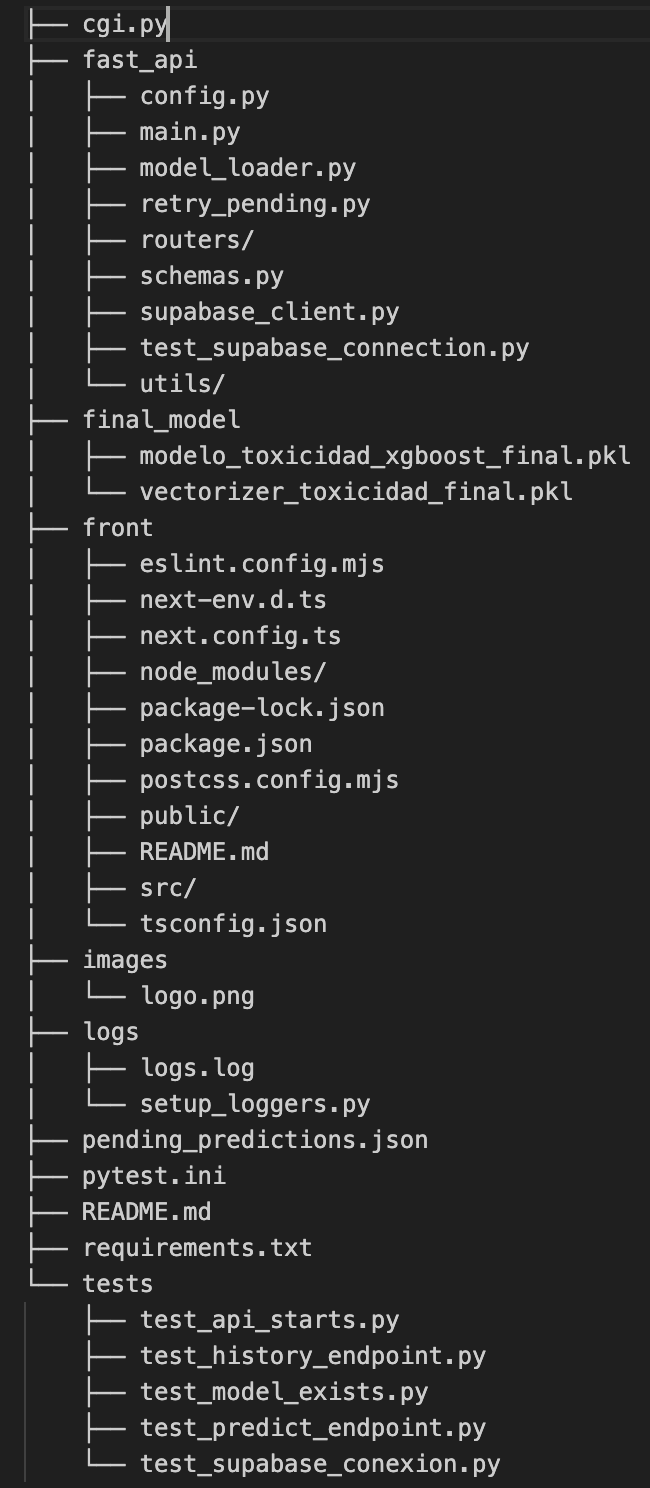 ├── cgi.py
├── fast_api
│   ├── config.py
│   ├── main.py
│   ├── model_loader.py
│   ├── retry_pending.py
│   ├── routers/
│   ├── schemas.py
│   ├── supabase_client.py
│   ├── test_supabase_connection.py
│   └── utils/
├── final_model
│   ├── modelo_toxicidad_xgboost_final.pkl
│   └── vectorizer_toxicidad_final.pkl
├── front
│   ├── eslint.config.mjs
│   ├── next-env.d.ts
│   ├── next.config.ts
│   ├── node_modules/
│   ├── package-lock.json
│   ├── package.json
│   ├── postcss.config.mjs
│   ├── public/
│   ├── README.md
│   ├── src/
│   └── tsconfig.json
├── images
│   └── logo.png
├── logs
│   ├── logs.log
│   └── setup_loggers.py
├── pending_predictions.json
├── pytest.ini
├── README.md
├── requirements.txt
└── tests
    ├── test_api_starts.py
    ├── test_history_endpoint.py
    ├── test_model_exists.py
    ├── test_predict_endpoint.py
    └── test_supabase_conexion.py